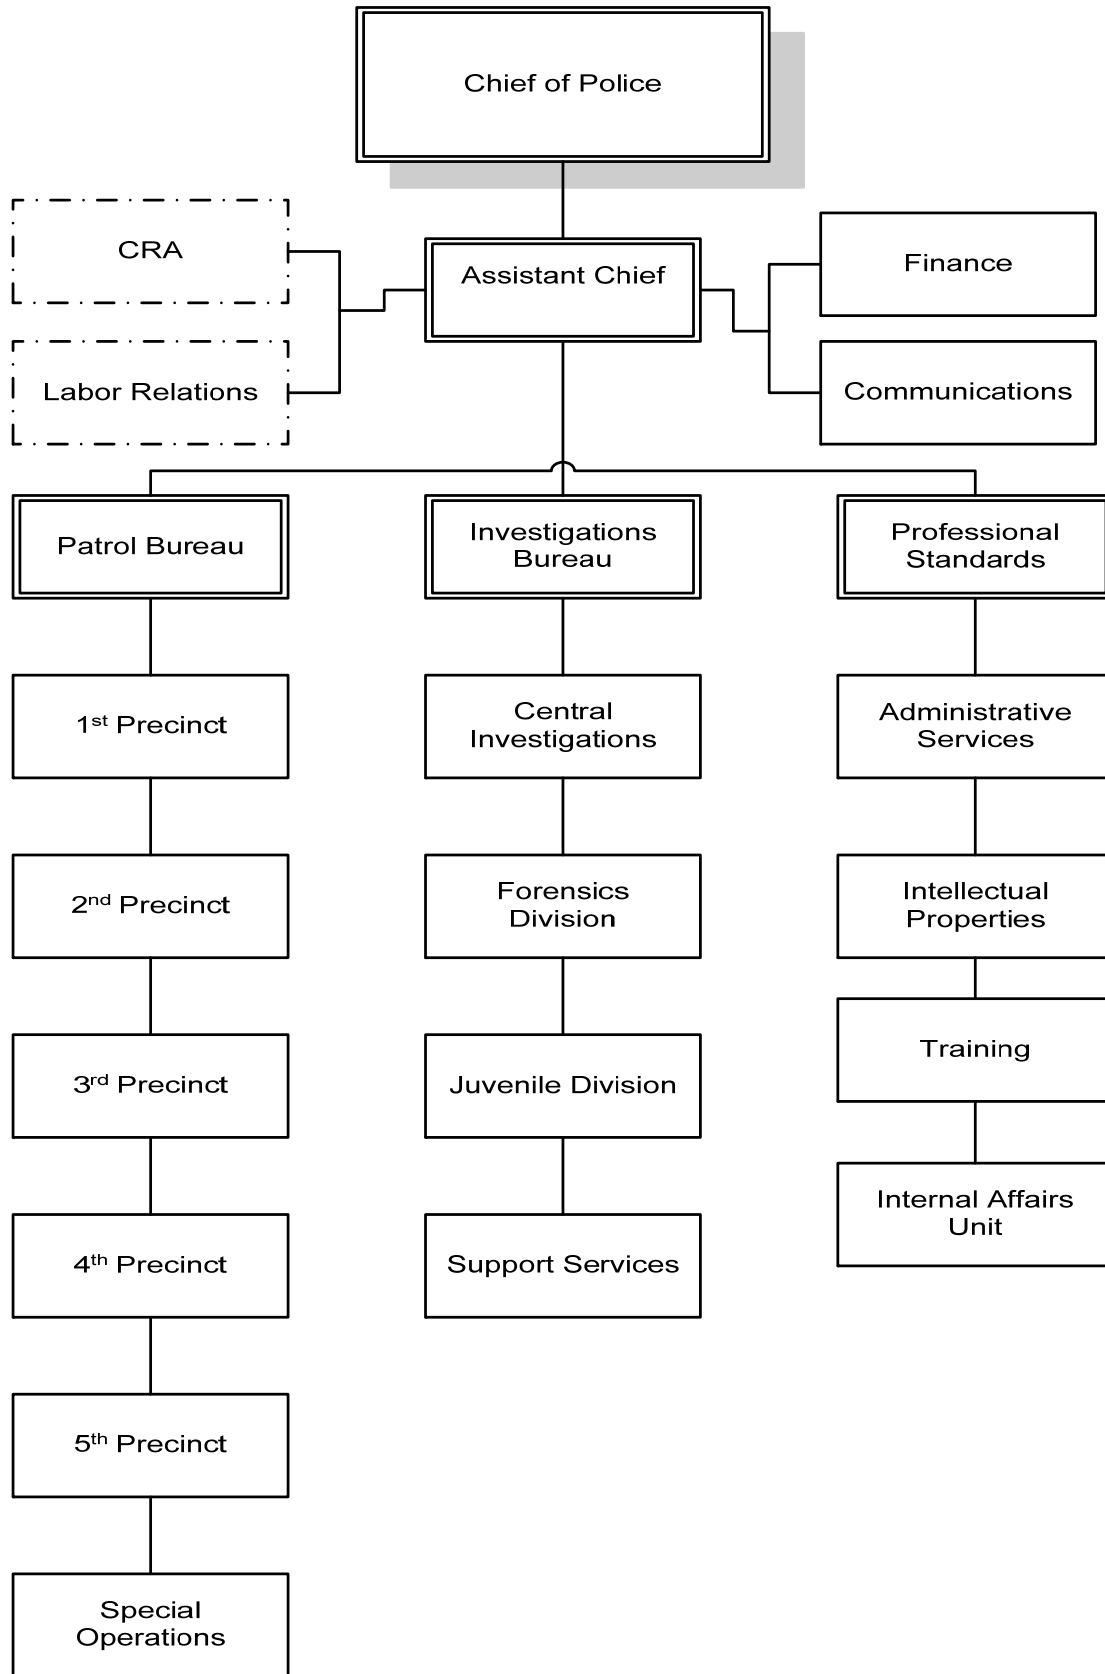 Chief of Police
CRA
Assistant Chief
Finance
Labor Relations
Communications
Patrol Bureau
Investigations
Bureau
Professional
Standards
1st Precinct
Central
Investigations
Administrative
Services
2nd Precinct
Forensics
Division
Intellectual
Properties
3rd Precinct
Juvenile Division
Training
4th Precinct
Support Services
Internal Affairs
Unit
5th Precinct
Special
Operations